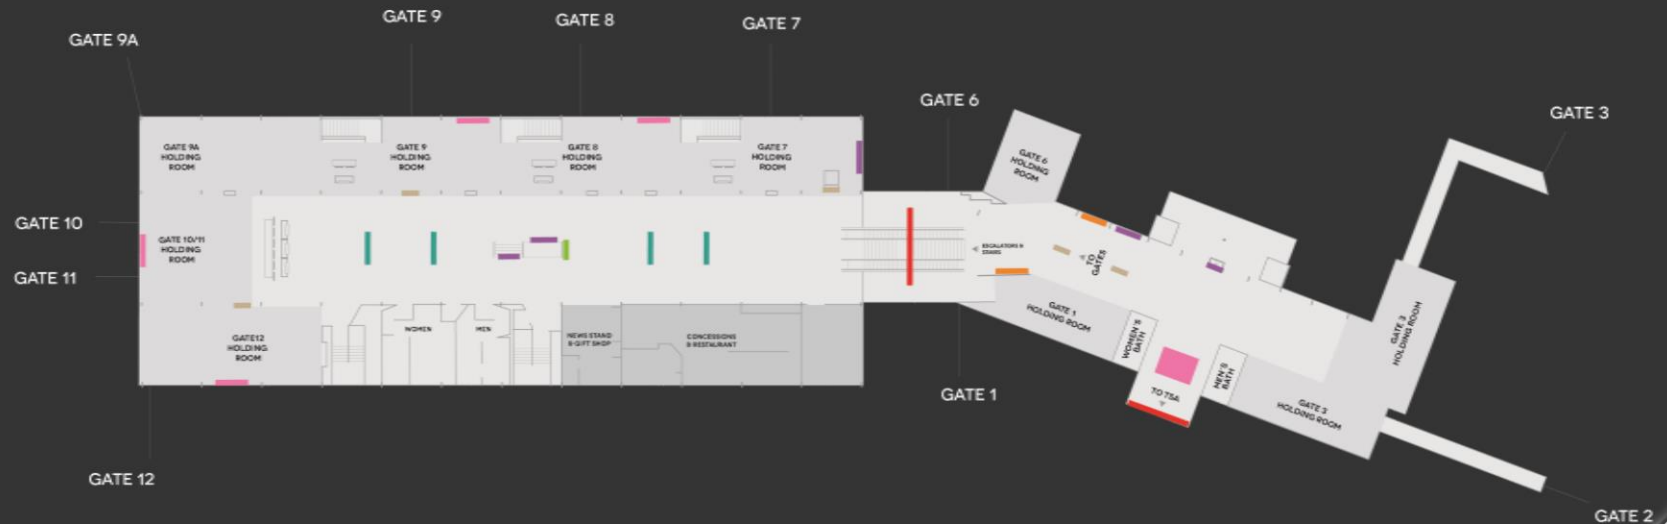 GATE 9
GATE 8
GATE 7
GATE 9A
GATE 6
GATE 3
GATE 9A
HOLDING
ROOM
GATE 9
HOLDING
ROOM
GATE 8
HOLDING
ROOM
GATE 7
HOLDING
ROOM
GATE 6
HOLDING
ROOM
GATE 10
GATE 10/11
HOLDING
ROOM
GATE 11
ESCALATORS &
STAIRS
TO
GATES
GATE 1
HOLDING ROOM
GATE 3
HOLDING ROOM
GATE12
HOLDING
ROOM
WOMEN
MEN
NEWS STAND
& GIFT SHOP
CONCESSIONS
& RESTAURANT
WOMEN'S
BATH
MEN'S
BATH
TO TSA
GATE 2
HOLDING ROOM
GATE 1
GATE 12
GATE 2